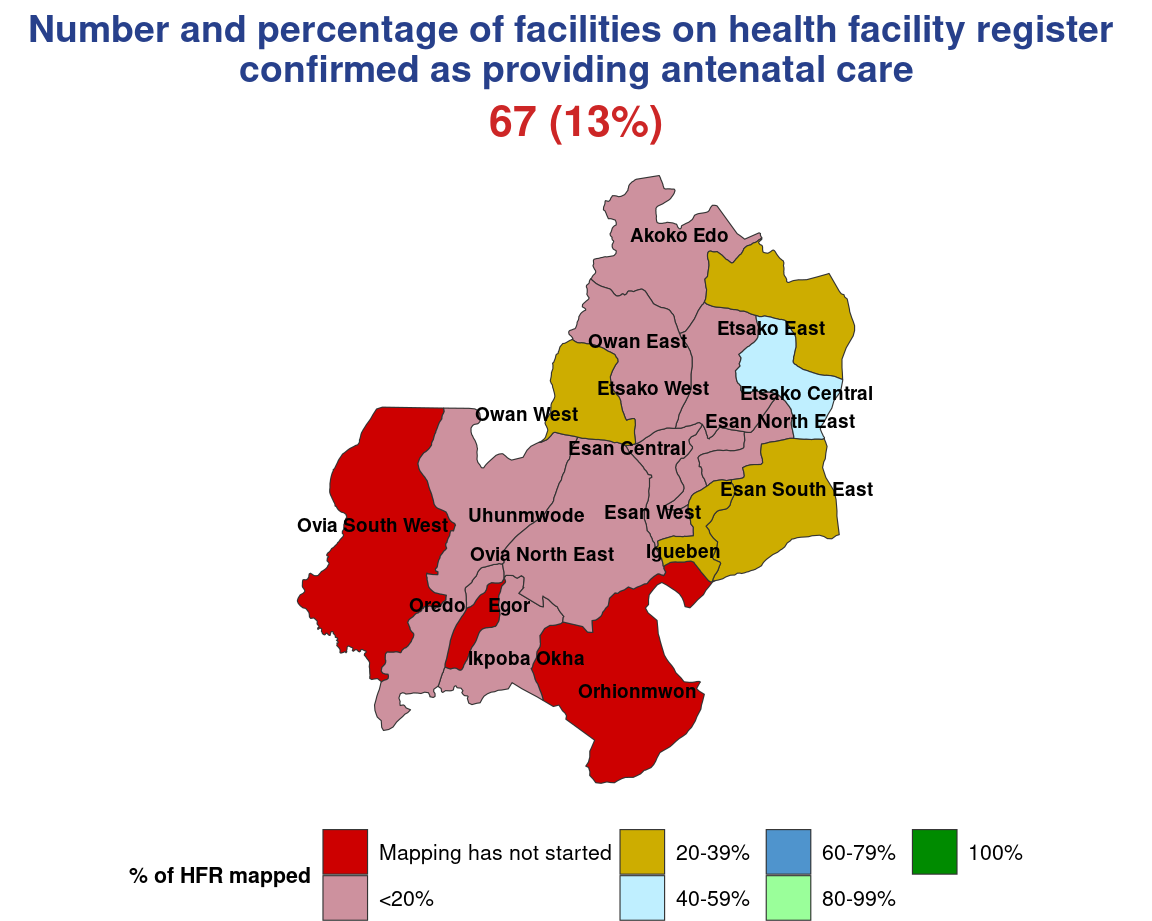 Number and percentage of facilities on health facility register
confirmed as providing antenatal care
67 (13%)
Akoko Edo
Etsako East
Owan East
Etsako West
Etsako Central
Owan West
Esan North East
Esan Central
Esan South East
Uhunmwode
Esan West
Ovia South West
Ovia North East
Igueben
Oredo
Egor
Ikpoba Okha
Orhionmwon
% of HFR mapped
Mapping has not started
<20%
20-39%
40-59%
60-79%
80-99%
100%